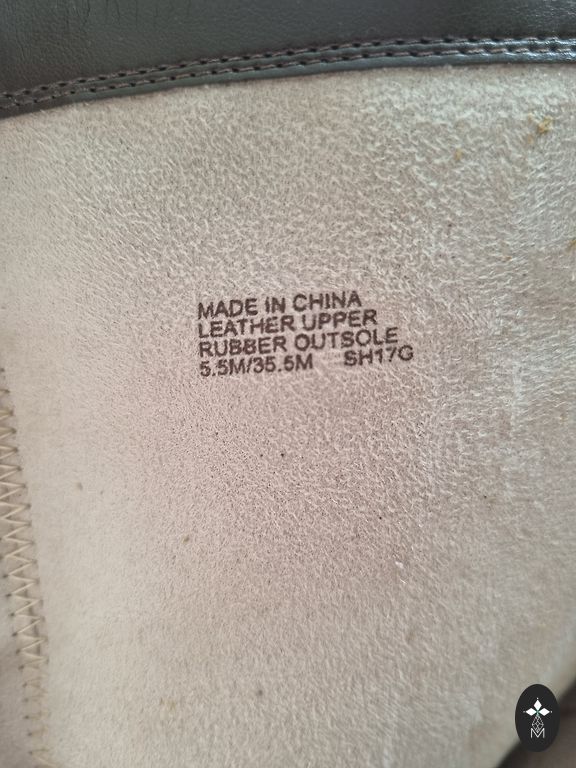 MADE IN CHINA
LEATHER UPPER
RUBBER OUTSOLE
5.5M/35.5M SH17G
M